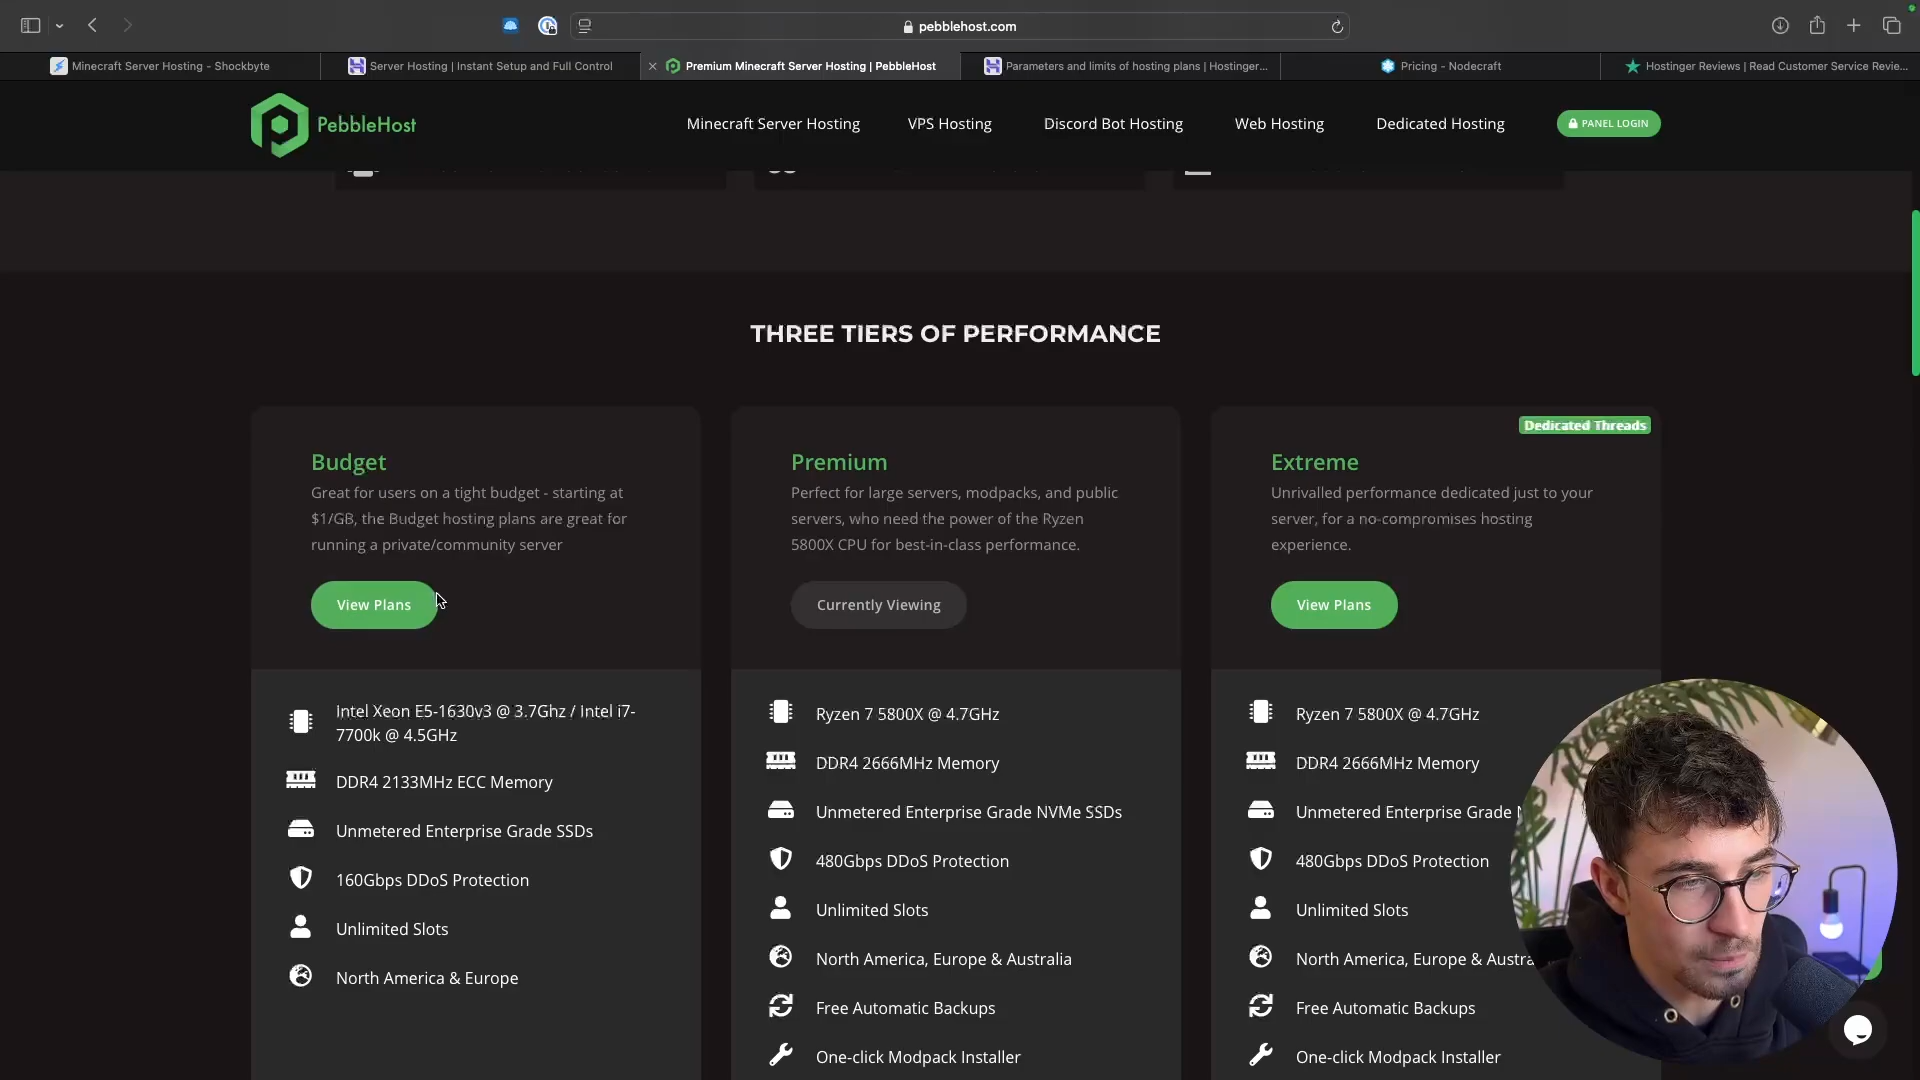 pebblehost.com
Minecraft Server Hosting - Shockbyte
Server Hosting | Instant Setup and Full Control
Premium Minecraft Server Hosting | PebbleHost
Parameters and limits of hosting plans | Hostinger...
Pricing - Nodecraft
Hostinger Reviews | Read Customer Service Revie...
PebbleHost
Minecraft Server Hosting
VPS Hosting
Discord Bot Hosting
Web Hosting
Dedicated Hosting
PANEL LOGIN
THREE TIERS OF PERFORMANCE
Budget
Great for users on a tight budget - starting at
$1/GB, the Budget hosting plans are great for
running a private/community server
View Plans
Intel Xeon E5-1630v3 @ 3.7Ghz / Intel i7-
7700k @ 4.5GHz
DDR4 2133MHz ECC Memory
Unmetered Enterprise Grade SSDs
160Gbps DDoS Protection
Unlimited Slots
North America & Europe
Premium
Perfect for large servers, modpacks, and public
servers, who need the power of the Ryzen
5800X CPU for best-in-class performance.
Currently Viewing
Ryzen 7 5800X @ 4.7GHz
DDR4 2666MHz Memory
Unmetered Enterprise Grade NVMe SSDs
480Gbps DDoS Protection
Unlimited Slots
North America, Europe & Australia
Free Automatic Backups
One-click Modpack Installer
Dedicated Threads
Extreme
Unrivalled performance dedicated just to your
server, for a no-compromises hosting
experience.
View Plans
Ryzen 7 5800X @ 4.7GHz
DDR4 2666MHz Memory
Unmetered Enterprise Grade
480Gbps DDoS Protection
Unlimited Slots
North America, Europe &
Free Automatic Backups
One-click Modpack Installer